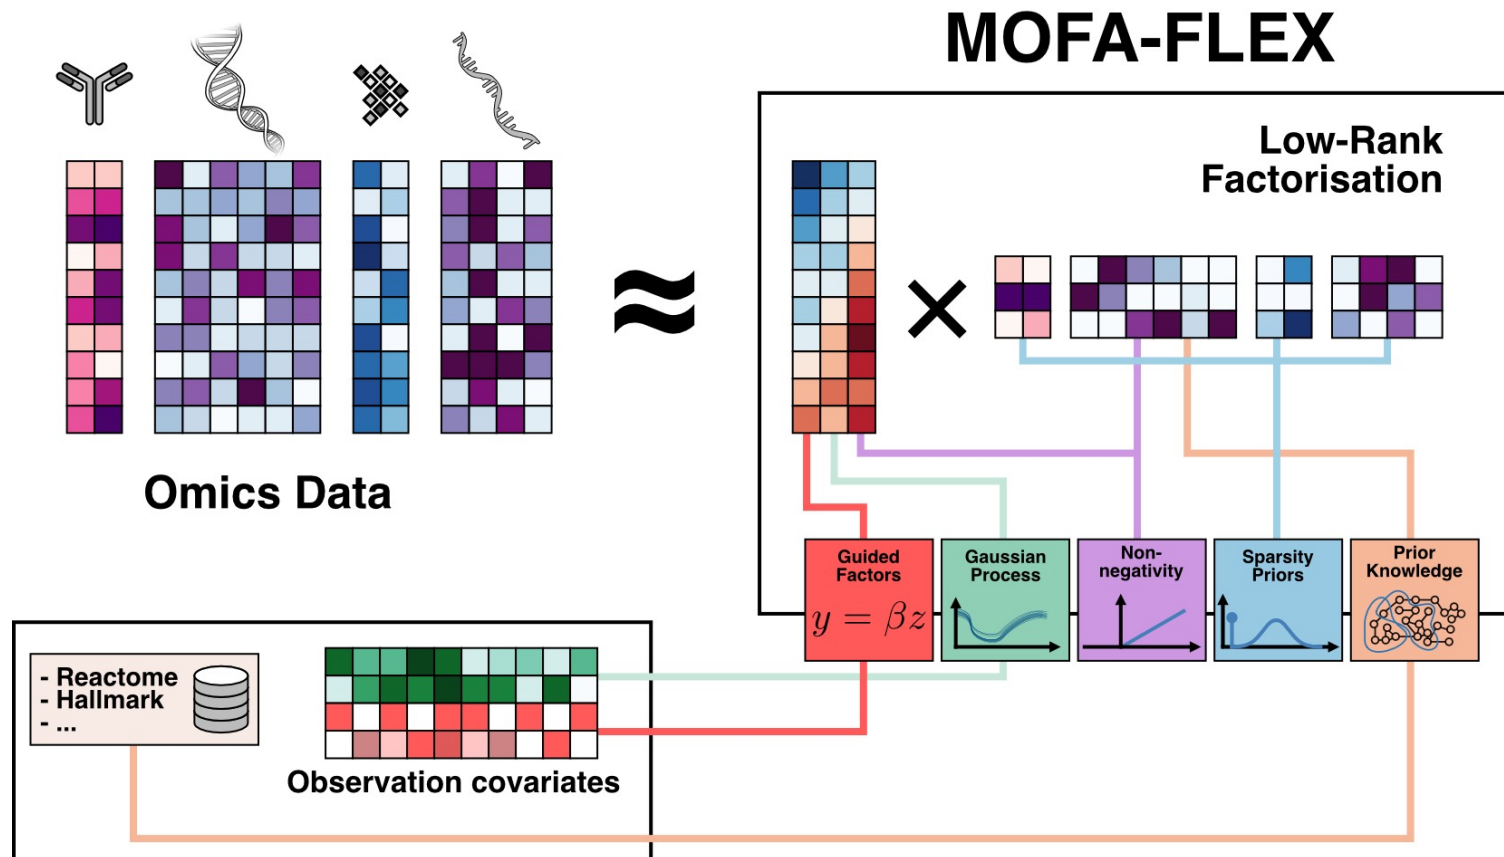 MOFA-FLEX
Low-Rank
Factorisation
≈
×
Omics Data
Guided
Factors
y = βz
Gaussian
Process
Non-
negativity
Sparsity
Priors
Prior
Knowledge
- Reactome
- Hallmark
- ...
Observation covariates